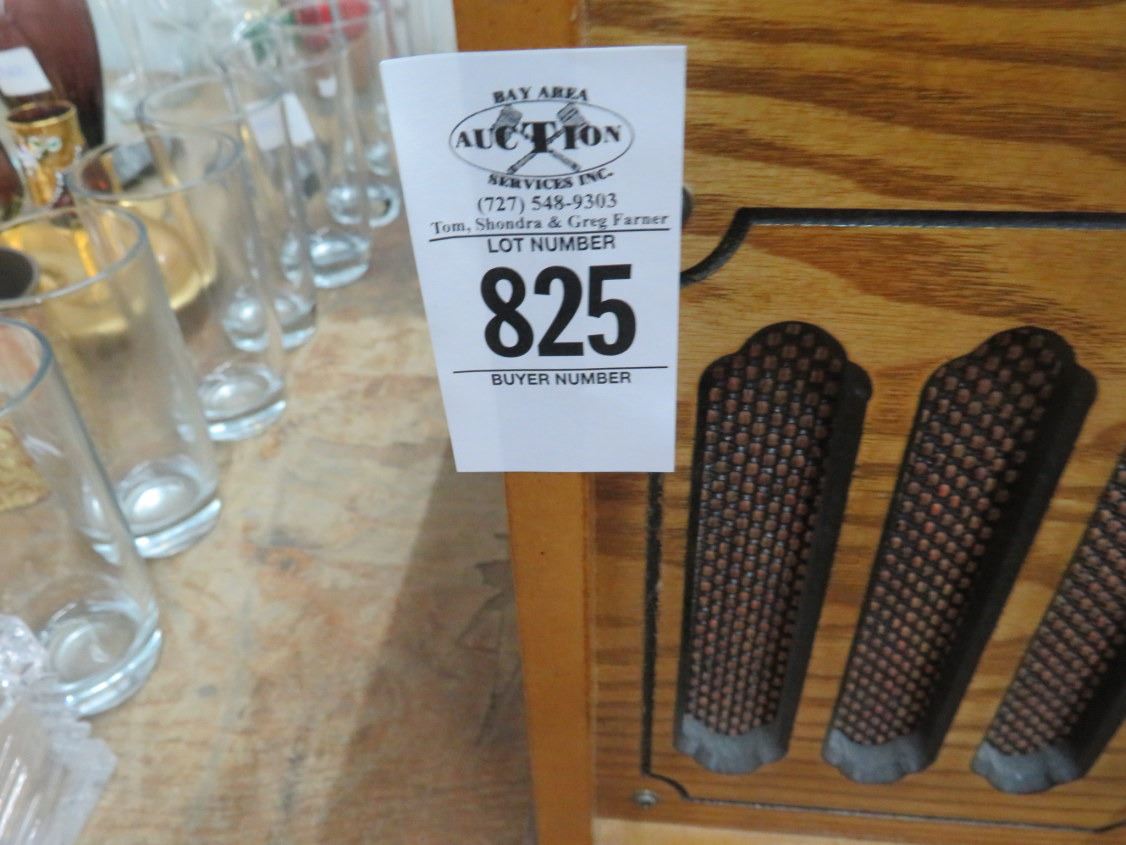 BAY AREA
AUCTION
SERVICES INC.
(727) 548-9303
Tom, Shondra & Greg Farner
LOT NUMBER
825
BUYER NUMBER